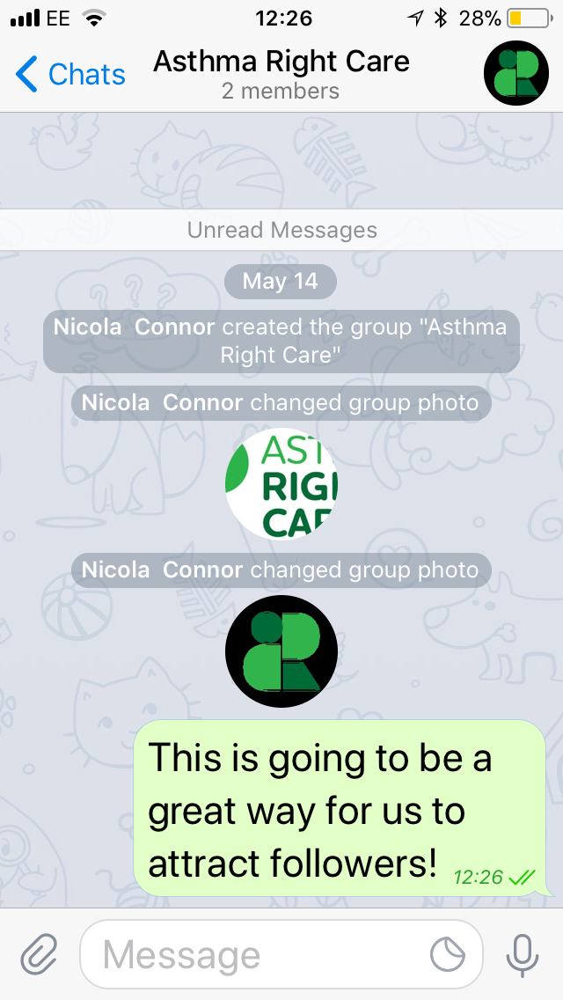 EE 12:26 28%
Chats
Asthma Right Care
2 members
Unread Messages
May 14
Nicola Connor created the group "Asthma
Right Care"
Nicola Connor changed group photo
AST
RIGH
CAR
Nicola Connor changed group photo
This is going to be a
great way for us to
attract followers!
12:26
Message